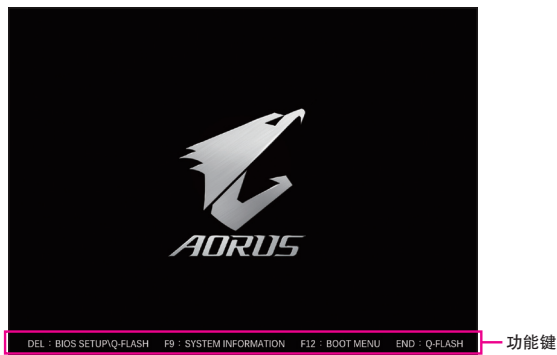 AORUS
DEL：BIOS SETUP\Q-FLASH F9：SYSTEM INFORMATION F12：BOOT MENU END：Q-FLASH
功能键